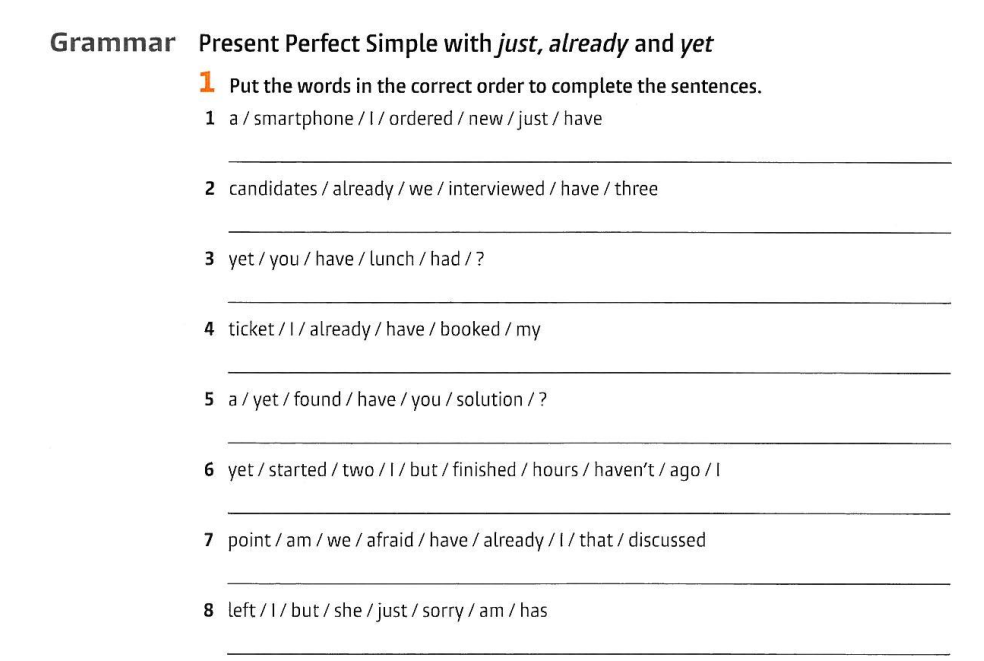 Grammar Present Perfect Simple with just, already and yet
1 Put the words in the correct order to complete the sentences.
1 a / smartphone / I / ordered / new / just / have
2 candidates / already / we / interviewed / have / three
3 yet / you / have / lunch / had / ?
4 ticket / I / already / have / booked / my
5 a / yet / found / have / you / solution / ?
6 yet / started / two / I / but / finished / hours / haven't / ago / I
7 point / am / we / afraid / have / already / I / that / discussed
8 left / I / but / she / just / sorry / am / has